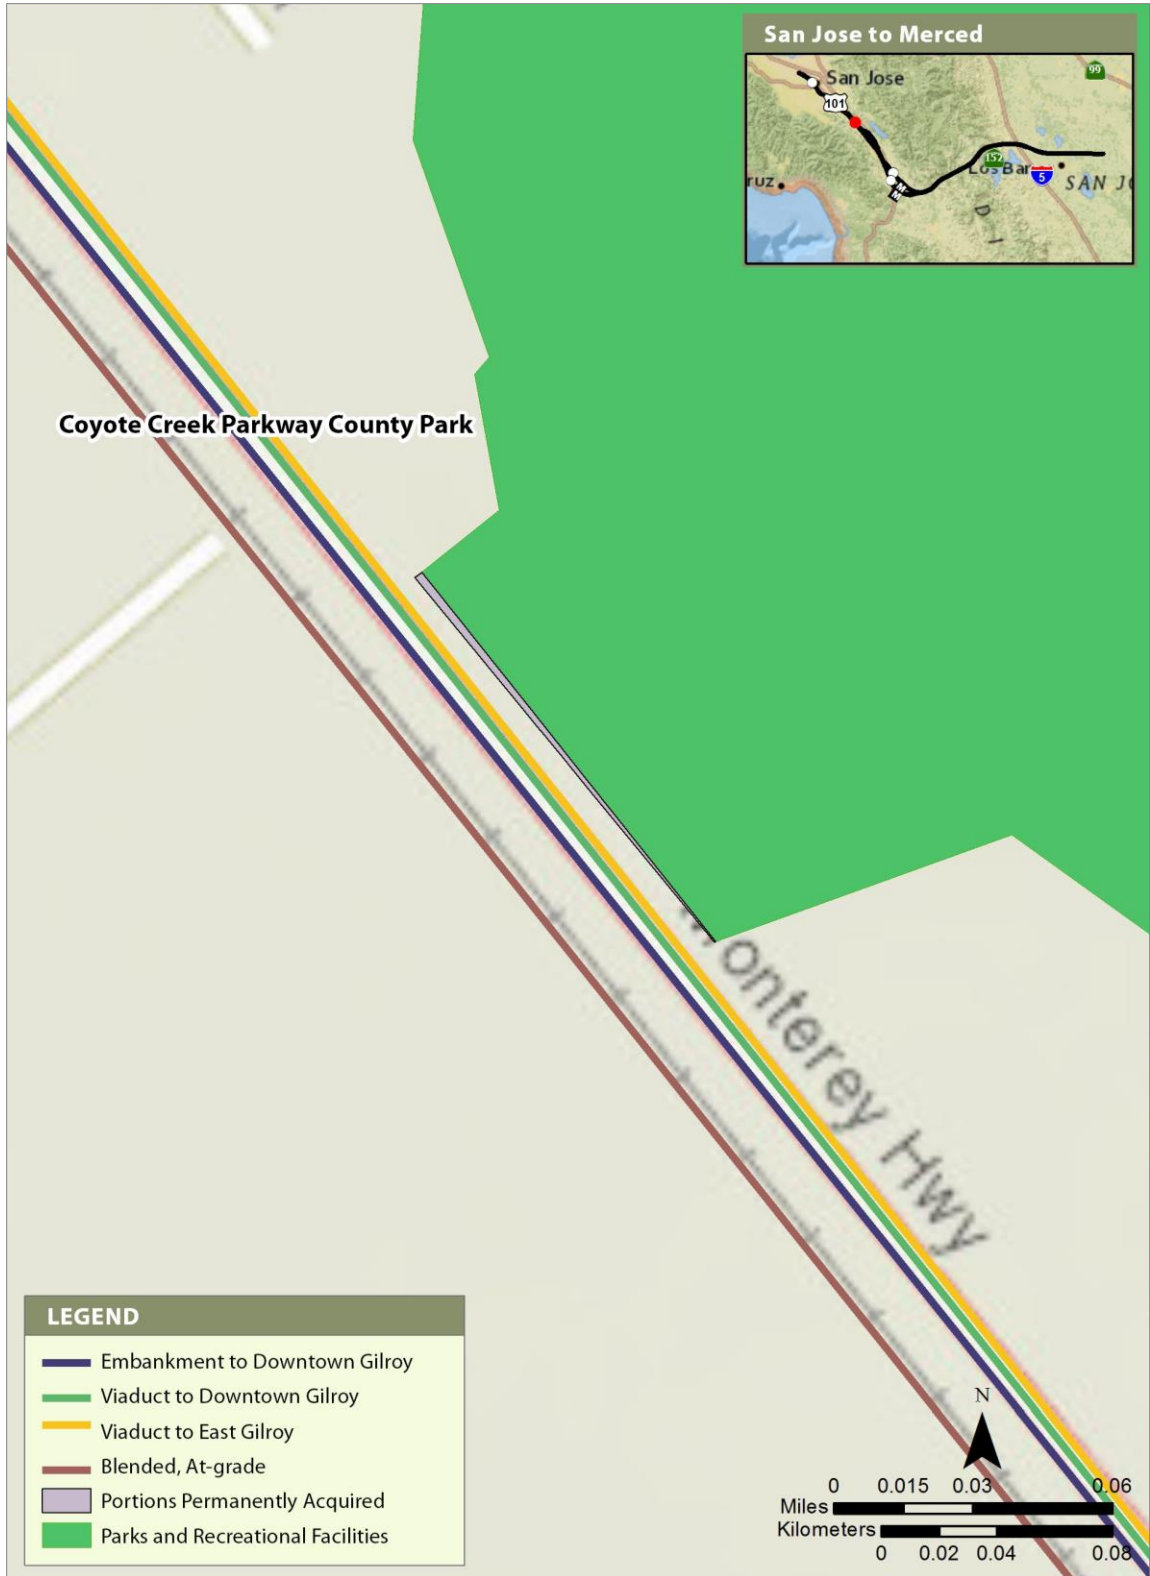 San Jose to Merced
San Jose
99
101
152
Los Ban
5
SAN JO
ruz
M
M
D I
Coyote Creek Parkway County Park
Monterey Hwy
LEGEND
Embankment to Downtown Gilroy
Viaduct to Downtown Gilroy
Viaduct to East Gilroy
Blended, At-grade
Portions Permanently Acquired
Parks and Recreational Facilities
N
0 0.015 0.03 0.06
Miles
Kilometers
0 0.02 0.04 0.08